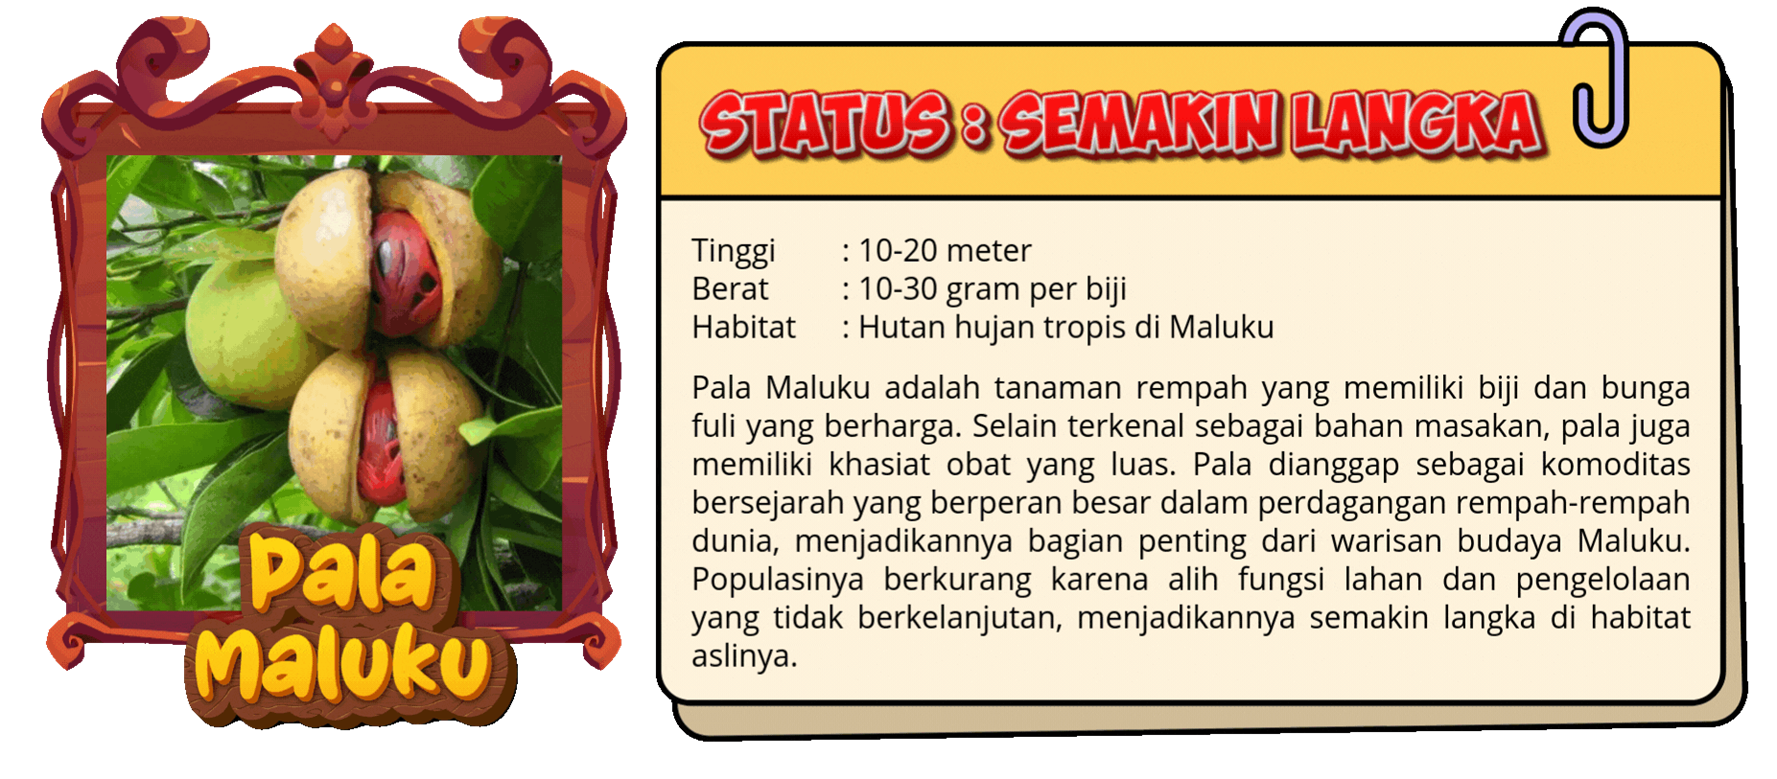 Pala
Maluku
STATUS : SEMAKIN LANGKA
Tinggi : 10-20 meter
Berat : 10-30 gram per biji
Habitat : Hutan hujan tropis di Maluku
Pala Maluku adalah tanaman rempah yang memiliki biji dan bunga
fuli yang berharga. Selain terkenal sebagai bahan masakan, pala juga
memiliki khasiat obat yang luas. Pala dianggap sebagai komoditas
bersejarah yang berperan besar dalam perdagangan rempah-rempah
dunia, menjadikannya bagian penting dari warisan budaya Maluku.
Populasinya berkurang karena alih fungsi lahan dan pengelolaan
yang tidak berkelanjutan, menjadikannya semakin langka di habitat
aslinya.